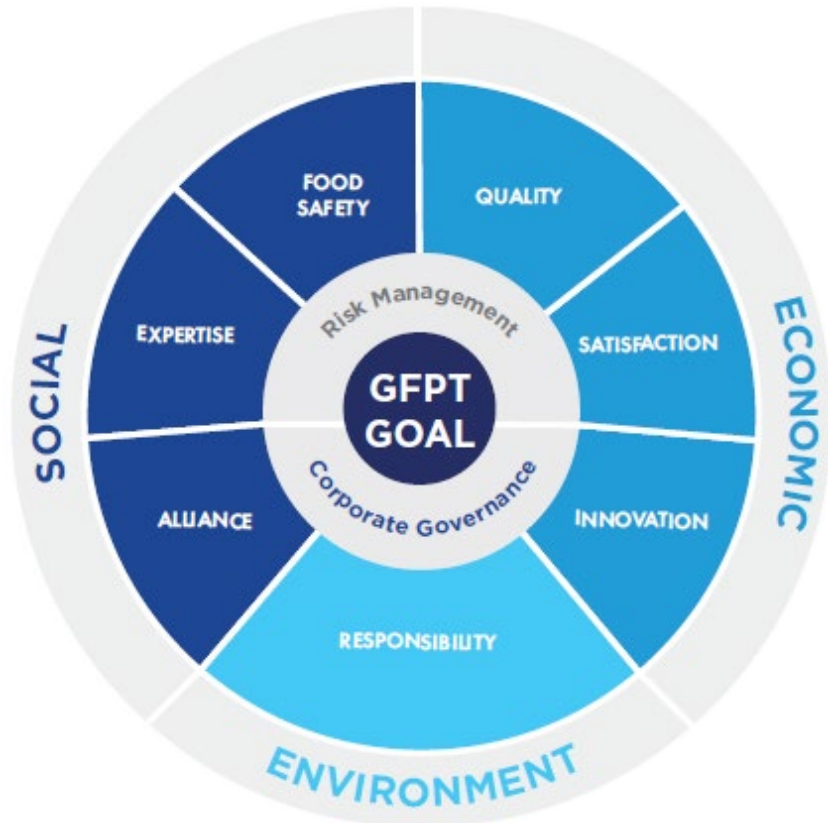 FOOD
SAFETY
QUALITY
EXPERTISE
Risk Management
SATISFACTION
GFPT
GOAL
SOCIAL
ECONOMIC
Corporate Governance
ALLIANCE
INNOVATION
RESPONSIBILITY
ENVIRONMENT